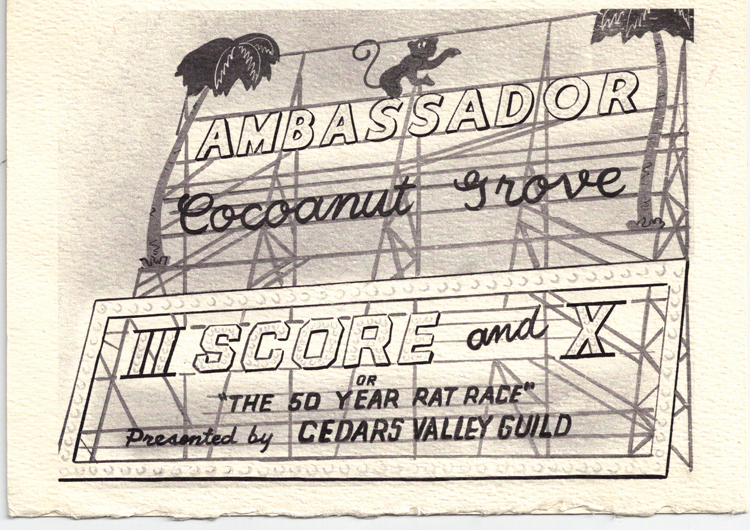 AMBASSADOR
Cocoanut Grove
III SCORE and X
OR
"THE 50 YEAR RAT RACE"
Presented by CEDARS VALLEY GUILD